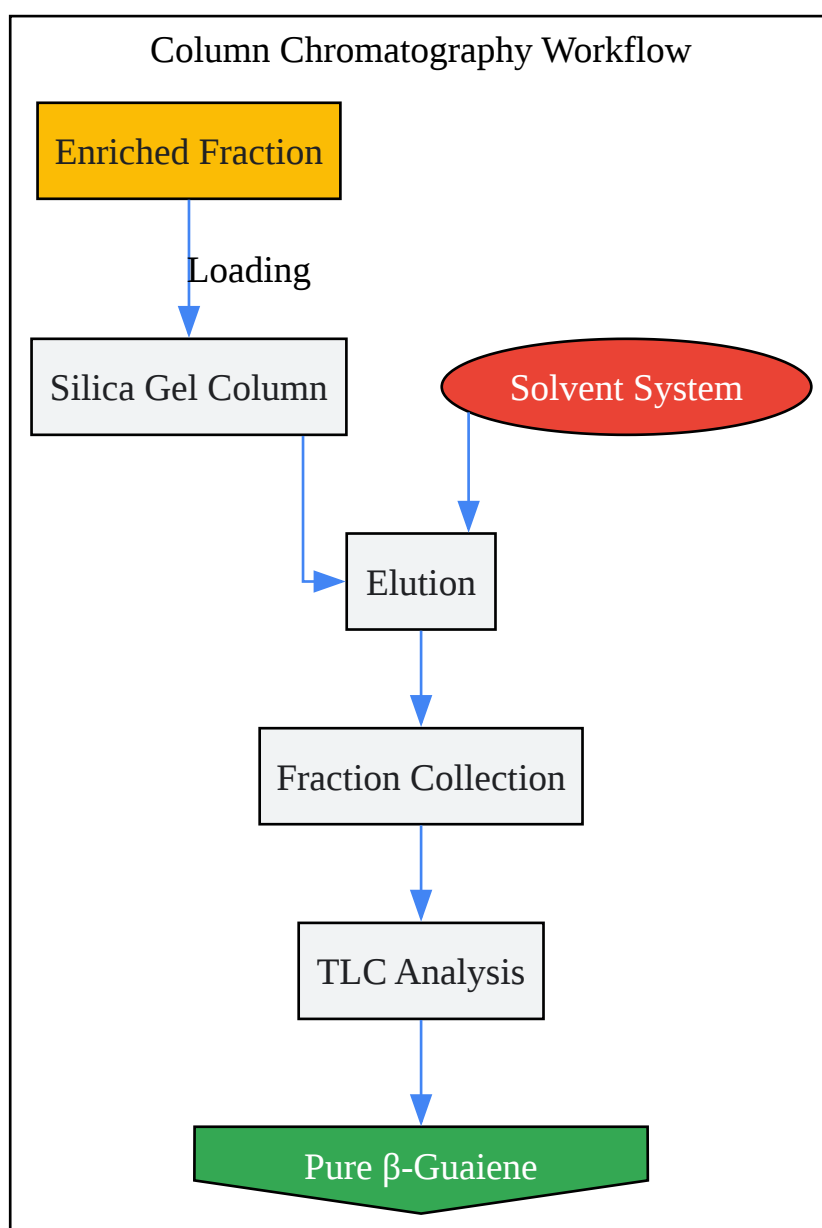 Column Chromatography Workflow
Enriched Fraction
Loading
Silica Gel Column
Solvent System
Elution
Fraction Collection
TLC Analysis
Pure β-Guaiene